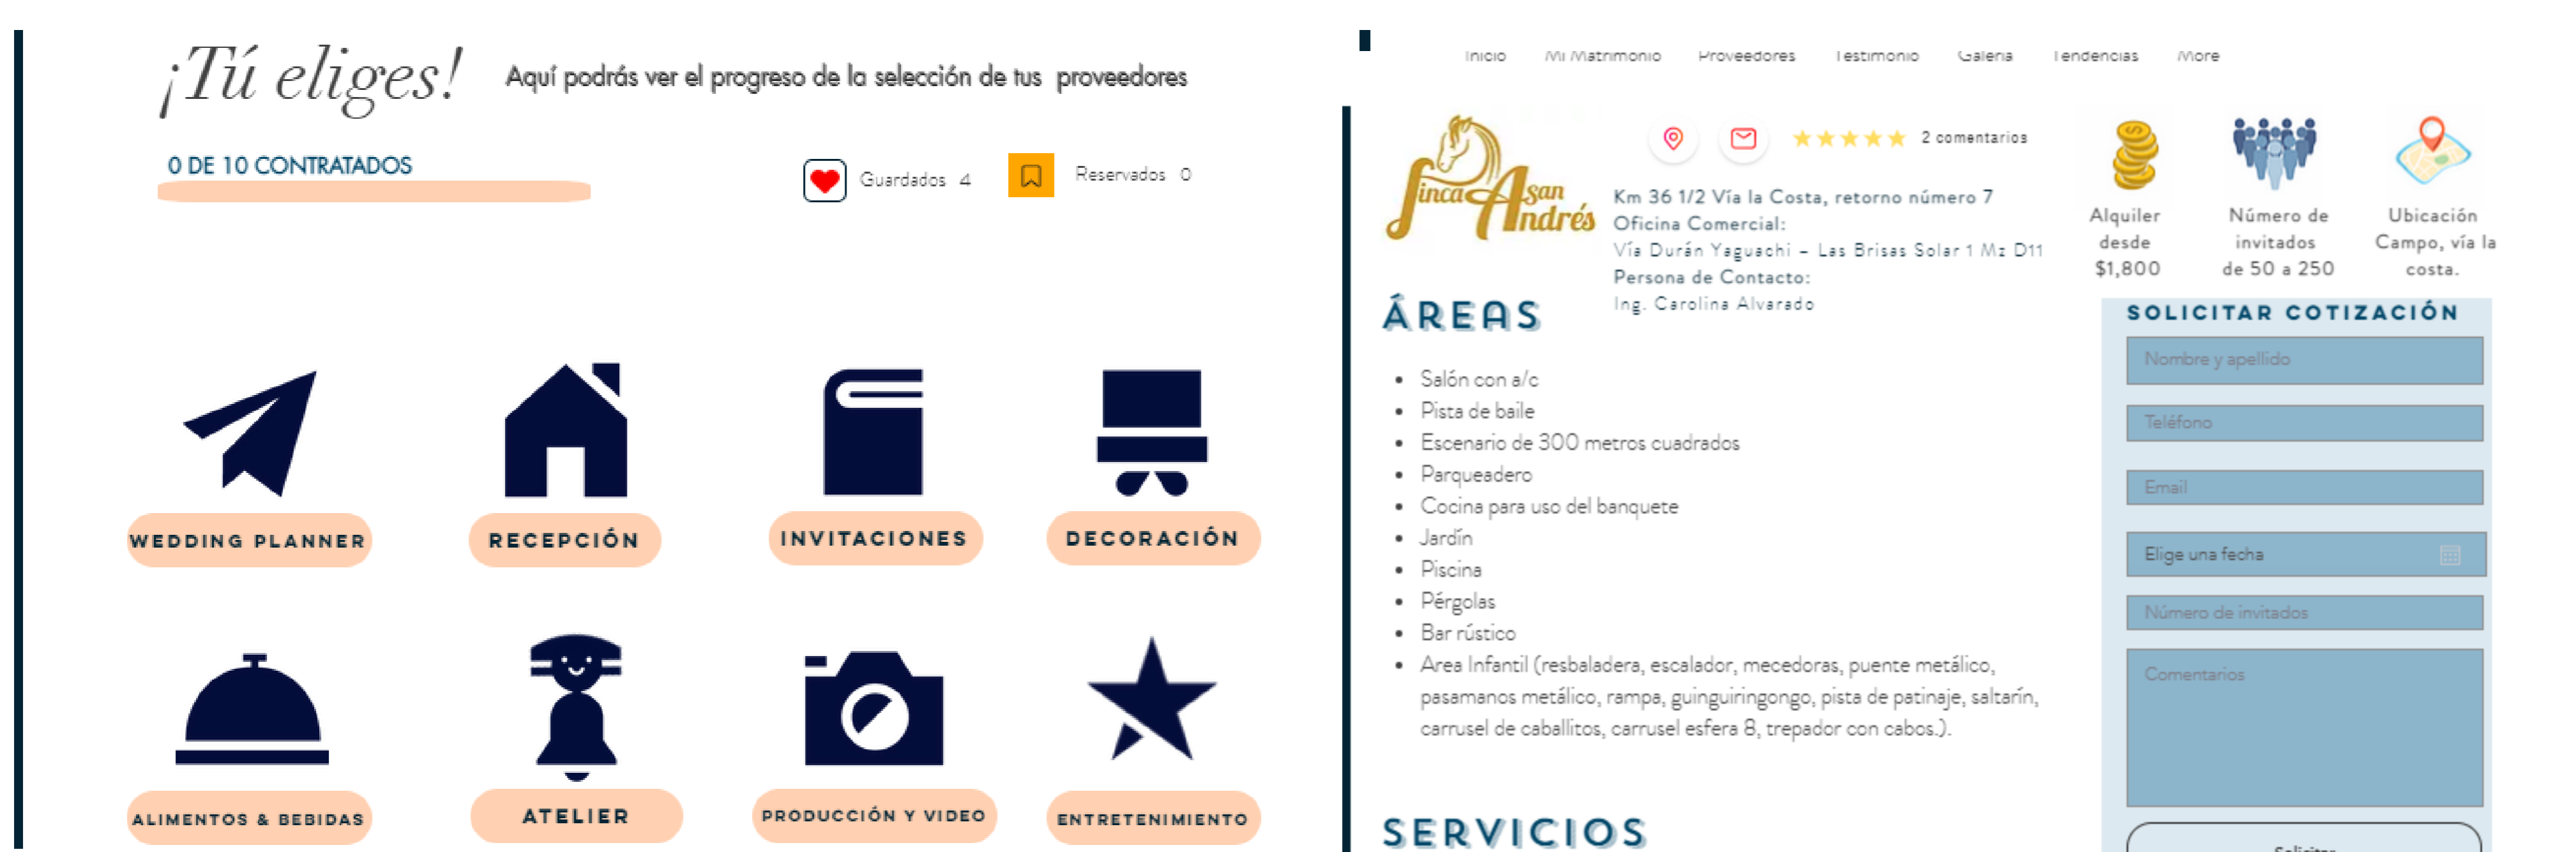 ¡Tú eliges!
Aquí podrás ver el progreso de la selección de tus proveedores
0 DE 10 CONTRATADOS
Guardados 4
Reservados 0
WEDDING PLANNER
RECEPCIÓN
INVITACIONES
DECORACIÓN
ALIMENTOS & BEBIDAS
ATELIER
PRODUCCIÓN Y VIDEO
ENTRETENIMIENTO
Inicio Mi Matrimonio Proveedores Testimonio Galeria Tendencias More
finca San Andrés
2 comentarios
Km 36 1/2 Vía la Costa, retorno número 7
Oficina Comercial:
Vía Durán Yaguachi – Las Brisas Solar 1 Mz D11
Persona de Contacto:
Ing. Carolina Alvarado
Alquiler
desde
$1,800
Número de
invitados
de 50 a 250
Ubicación
Campo, vía la
costa.
ÁREAS
Salón con a/c
Pista de baile
Escenario de 300 metros cuadrados
Parqueadero
Cocina para uso del banquete
Jardín
Piscina
Pérgolas
Bar rústico
Area Infantil (resbaladera, escalador, mecedoras, puente metálico,
pasamanos metálico, rampa, guinguiringongo, pista de patinaje, saltarín,
carrusel de caballitos, carrusel esfera 8, trepador con cabos.).
SERVICIOS
SOLICITAR COTIZACIÓN
Nombre y apellido
Teléfono
Email
Elige una fecha
Número de invitados
Comentarios
Solicitar